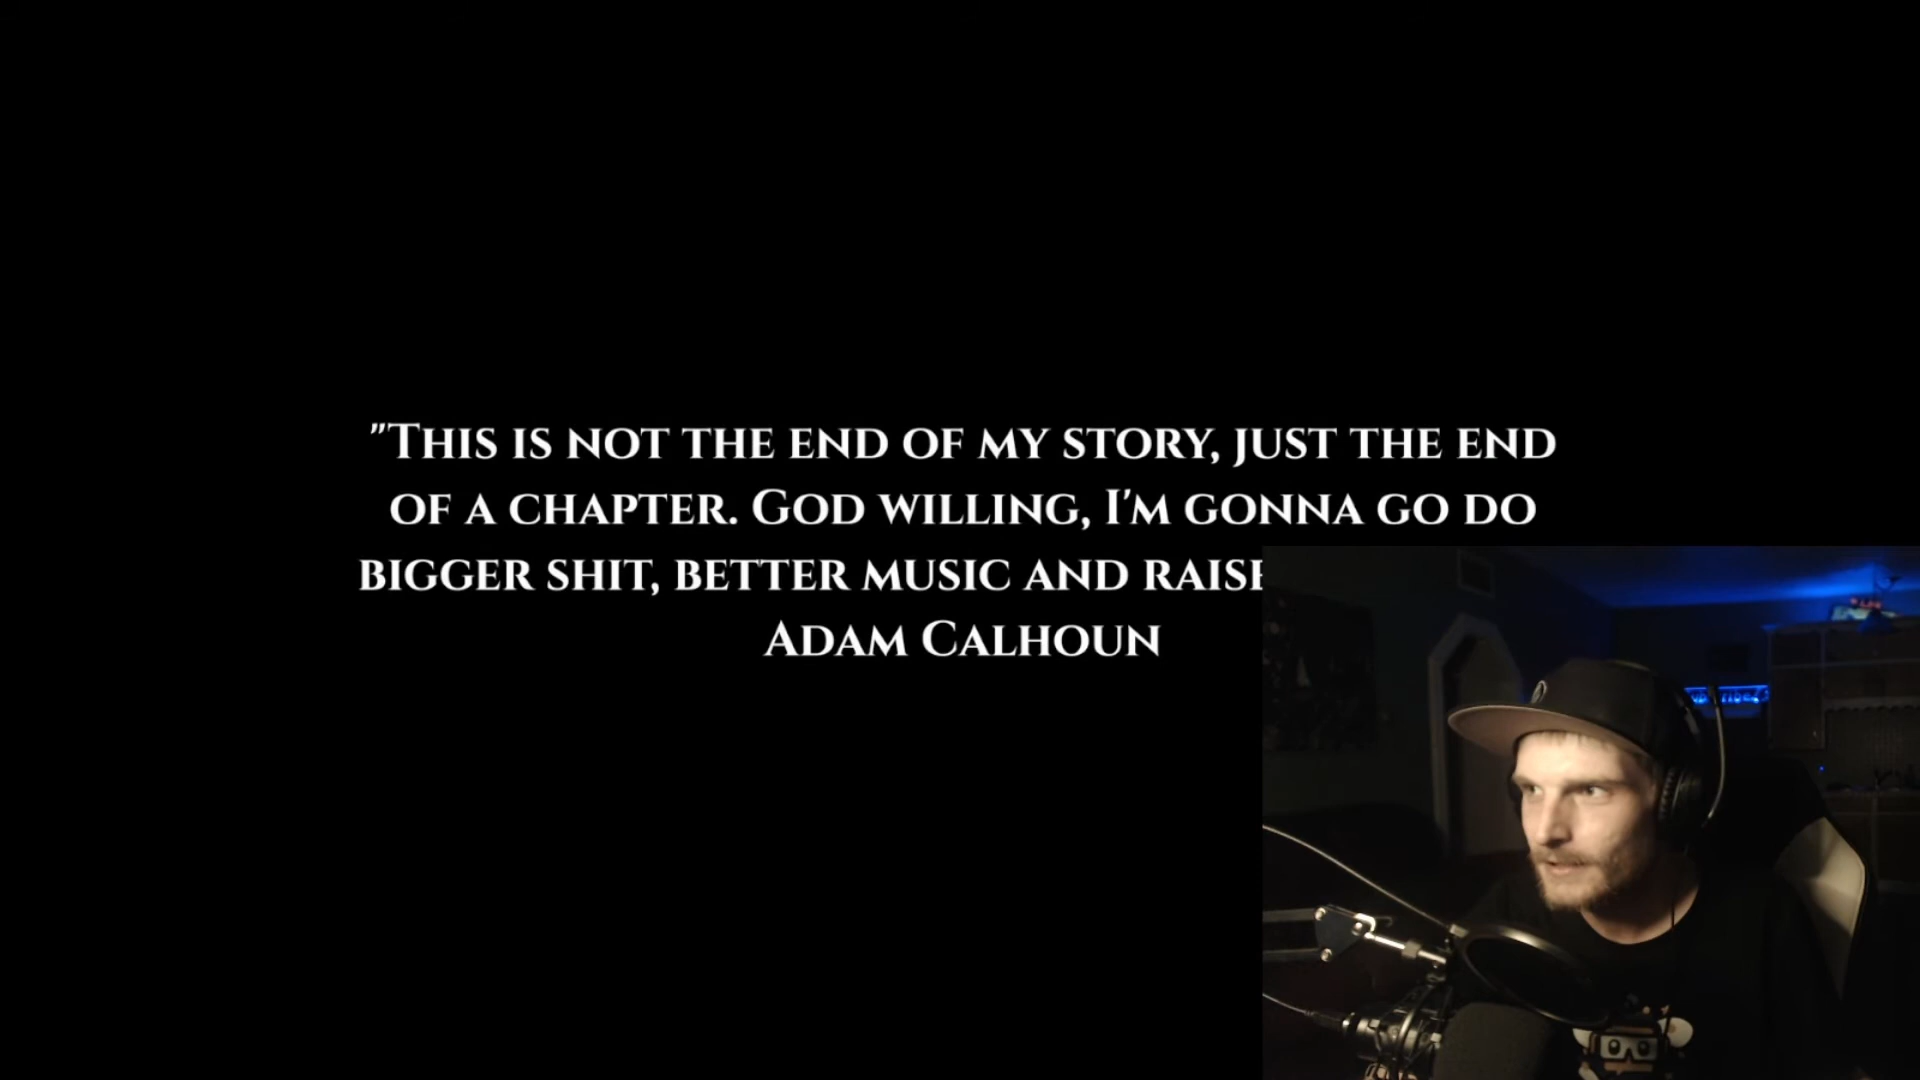 "This is not the end of my story, just the end
of a chapter. God willing, I'm gonna go do
bigger shit, better music and raise
Adam Calhoun